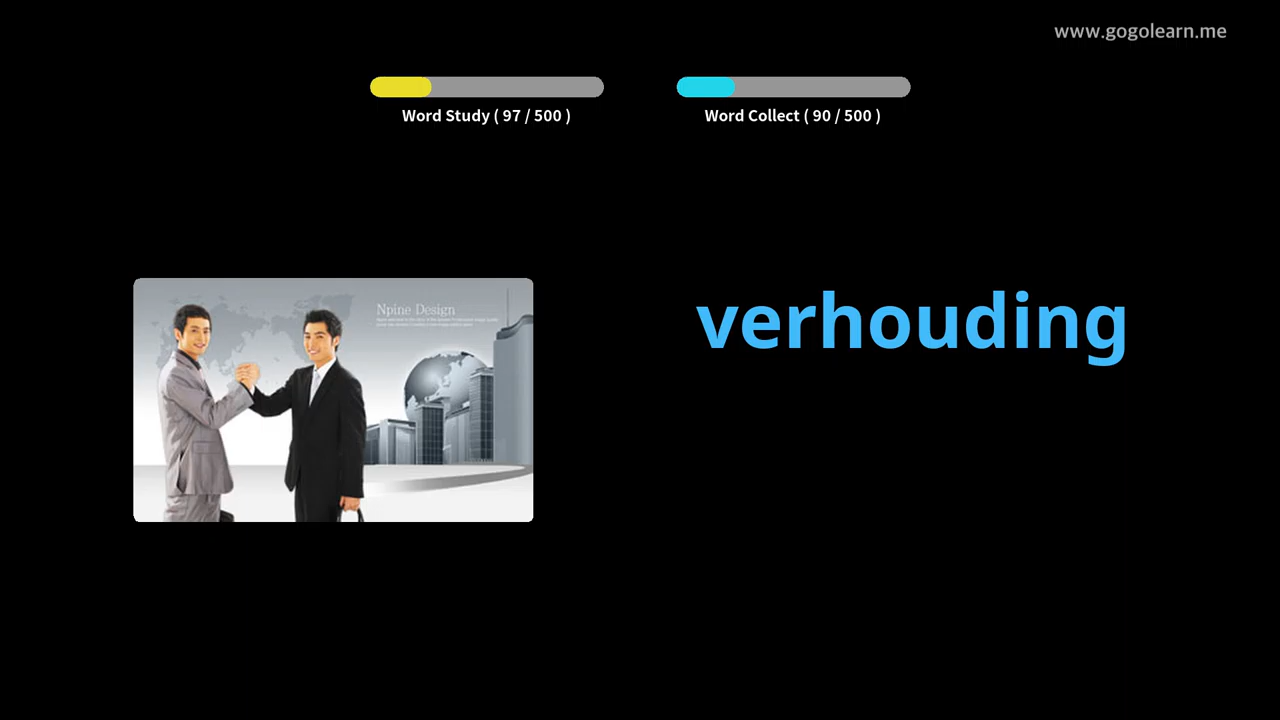 www.gogolearn.me
Word Study ( 97 / 500 )
Word Collect ( 90 / 500 )
Npine Design
verhouding